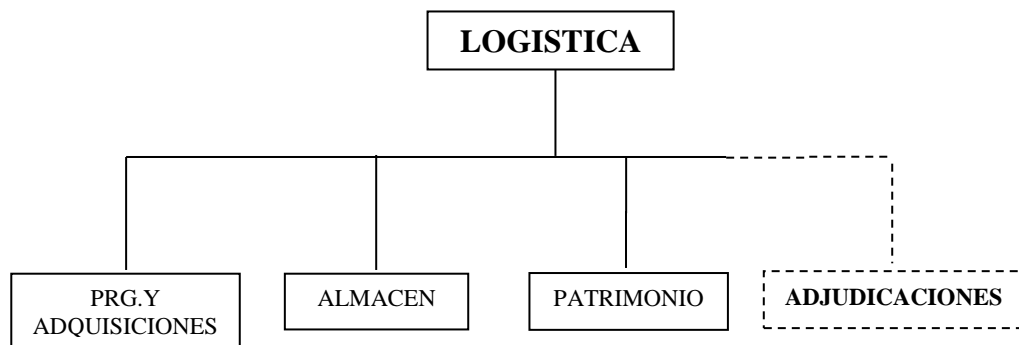 LOGISTICA
PRG.Y
ADQUISICIONES
ALMACEN
PATRIMONIO
ADJUDICACIONES